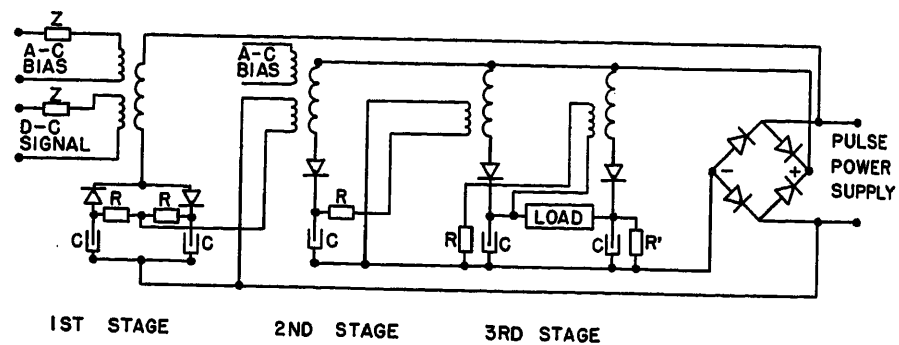 Z
A-C
BIAS
Z
D-C
SIGNAL
A-C
BIAS
R
R
C
C
R
C
R
C
LOAD
C
R'
-
+
PULSE
POWER
SUPPLY
1ST STAGE
2ND STAGE
3RD STAGE